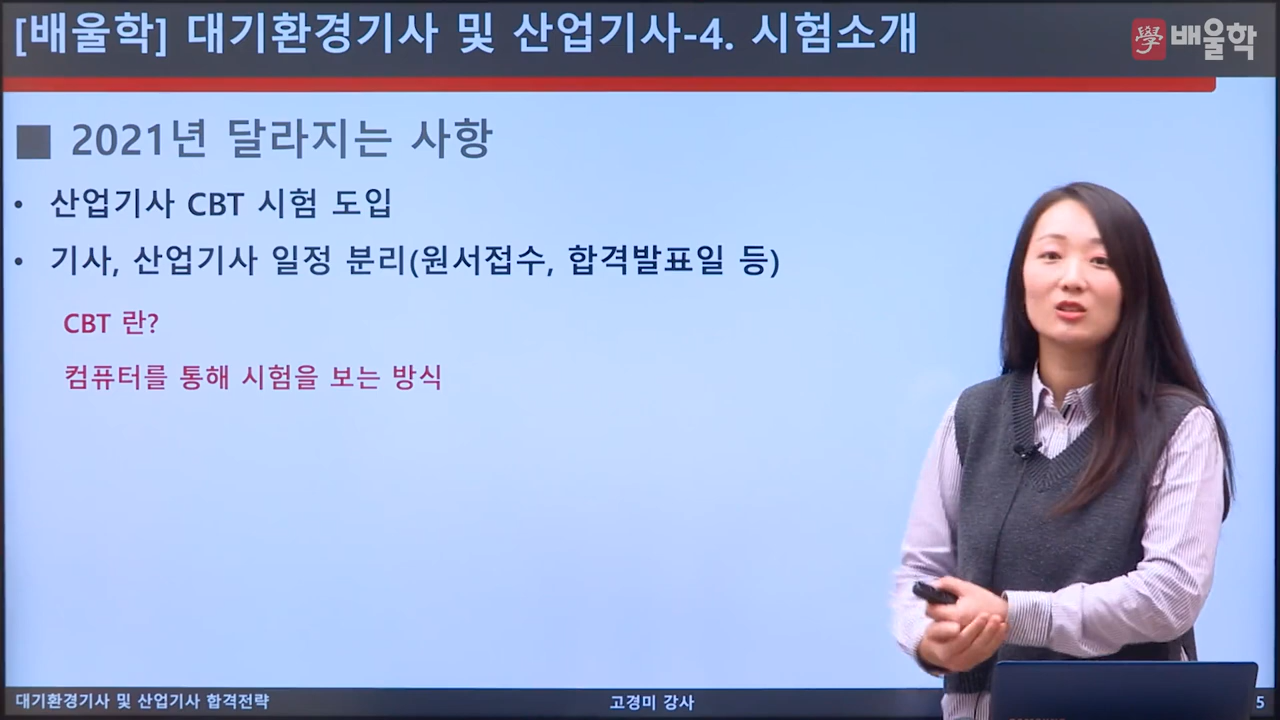 [배울학] 대기환경기사 및 산업기사-4. 시험소개
學 배울학
■ 2021년 달라지는 사항
• 산업기사 CBT 시험 도입
• 기사, 산업기사 일정 분리(원서접수, 합격발표일 등)
CBT 란?
컴퓨터를 통해 시험을 보는 방식
대기환경기사 및 산업기사 합격전략
고경미 강사
5